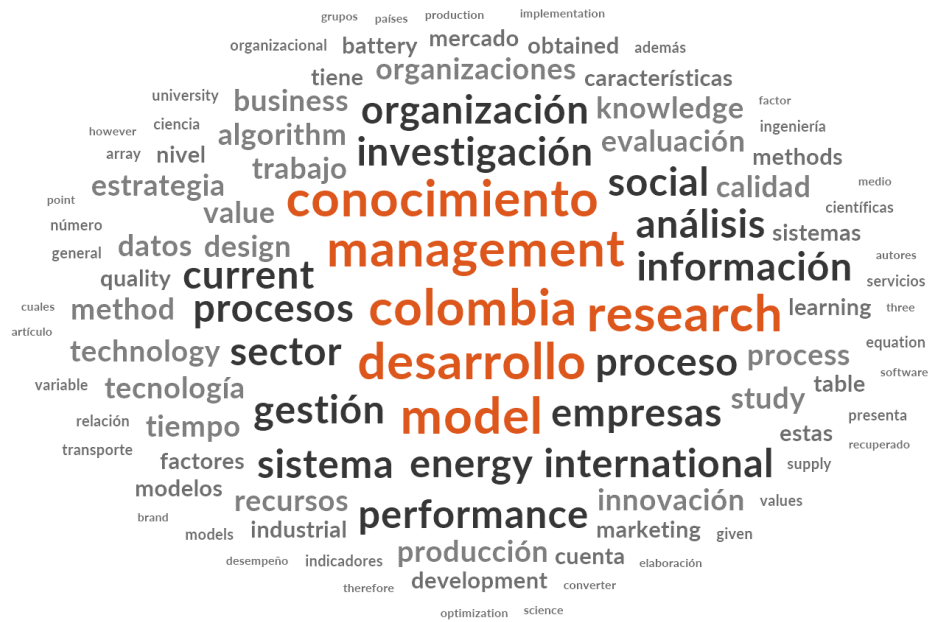 grupos países production implementation
organizacional battery mercado obtained además
tiene organizaciones características
university business organización knowledge factor
however ciencia algorithm investigación evaluación ingeniería
array nivel trabajo methods
estrategia conocimiento social calidad medio
point value científicas
número análisis sistemas
general datos design management autores
quality current información servicios
cuales method procesos colombia research learning three
artículo
technology sector desarrollo proceso process equation
variable tecnología table software
relación tiempo gestión model empresas study presenta
transporte estas recuperado
factores sistema energy international supply
modelos recursos innovación values
brand models industrial performance marketing given
desempeño indicadores producción cuenta elaboración
therefore development converter
optimization science